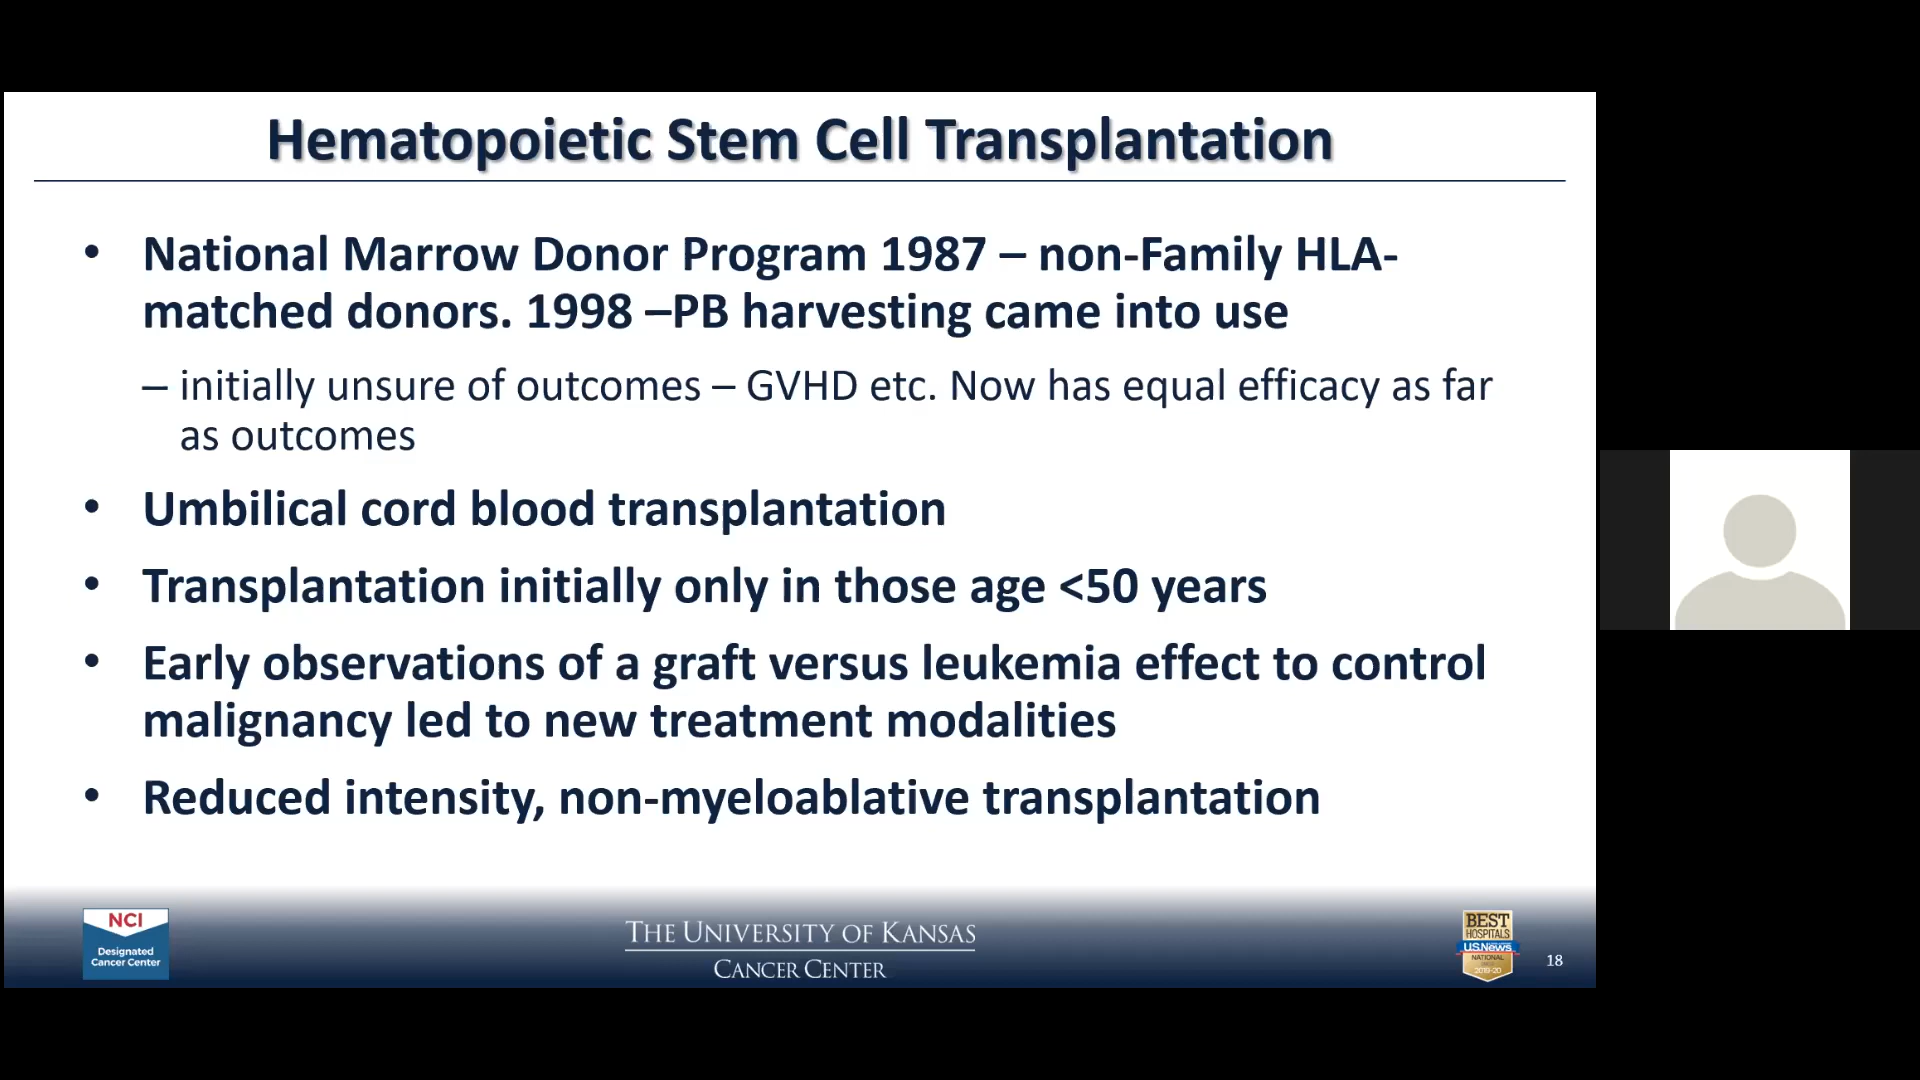 Hematopoietic Stem Cell Transplantation
• National Marrow Donor Program 1987 – non-Family HLA-
matched donors. 1998 –PB harvesting came into use
– initially unsure of outcomes – GVHD etc. Now has equal efficacy as far
as outcomes
• Umbilical cord blood transplantation
• Transplantation initially only in those age <50 years
• Early observations of a graft versus leukemia effect to control
malignancy led to new treatment modalities
• Reduced intensity, non-myeloablative transplantation
NCI
Designated
Cancer Center
THE UNIVERSITY OF KANSAS
CANCER CENTER
BEST
HOSPITALS
U.S.News
NATIONAL
2019-20
18